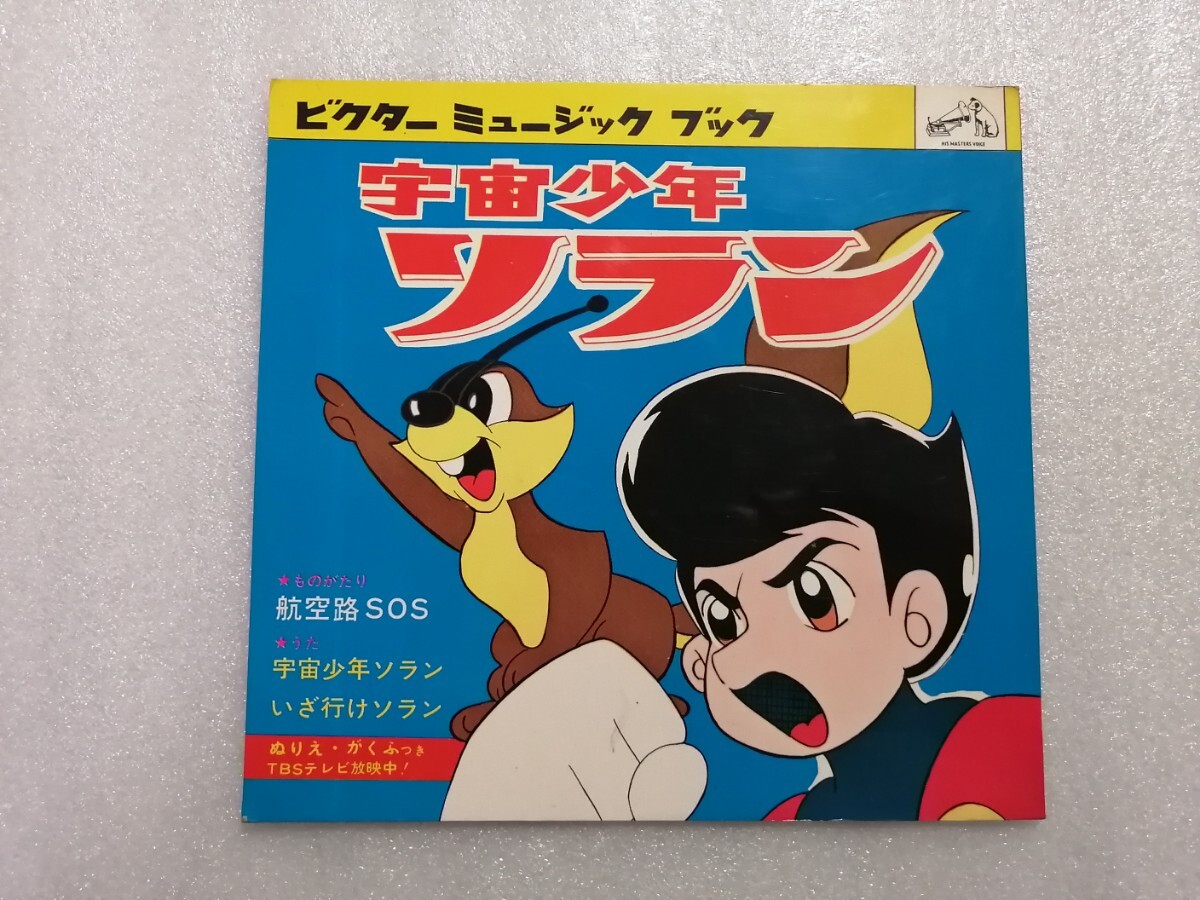 ビクター ミュージック ブック
HIS MASTERS VOICE
宇宙少年
ソラン
★ものがたり
航空路SOS
★うた
宇宙少年ソラン
いざ行けソラン
ぬりえ・がくふつき
TBSテレビ放映中!